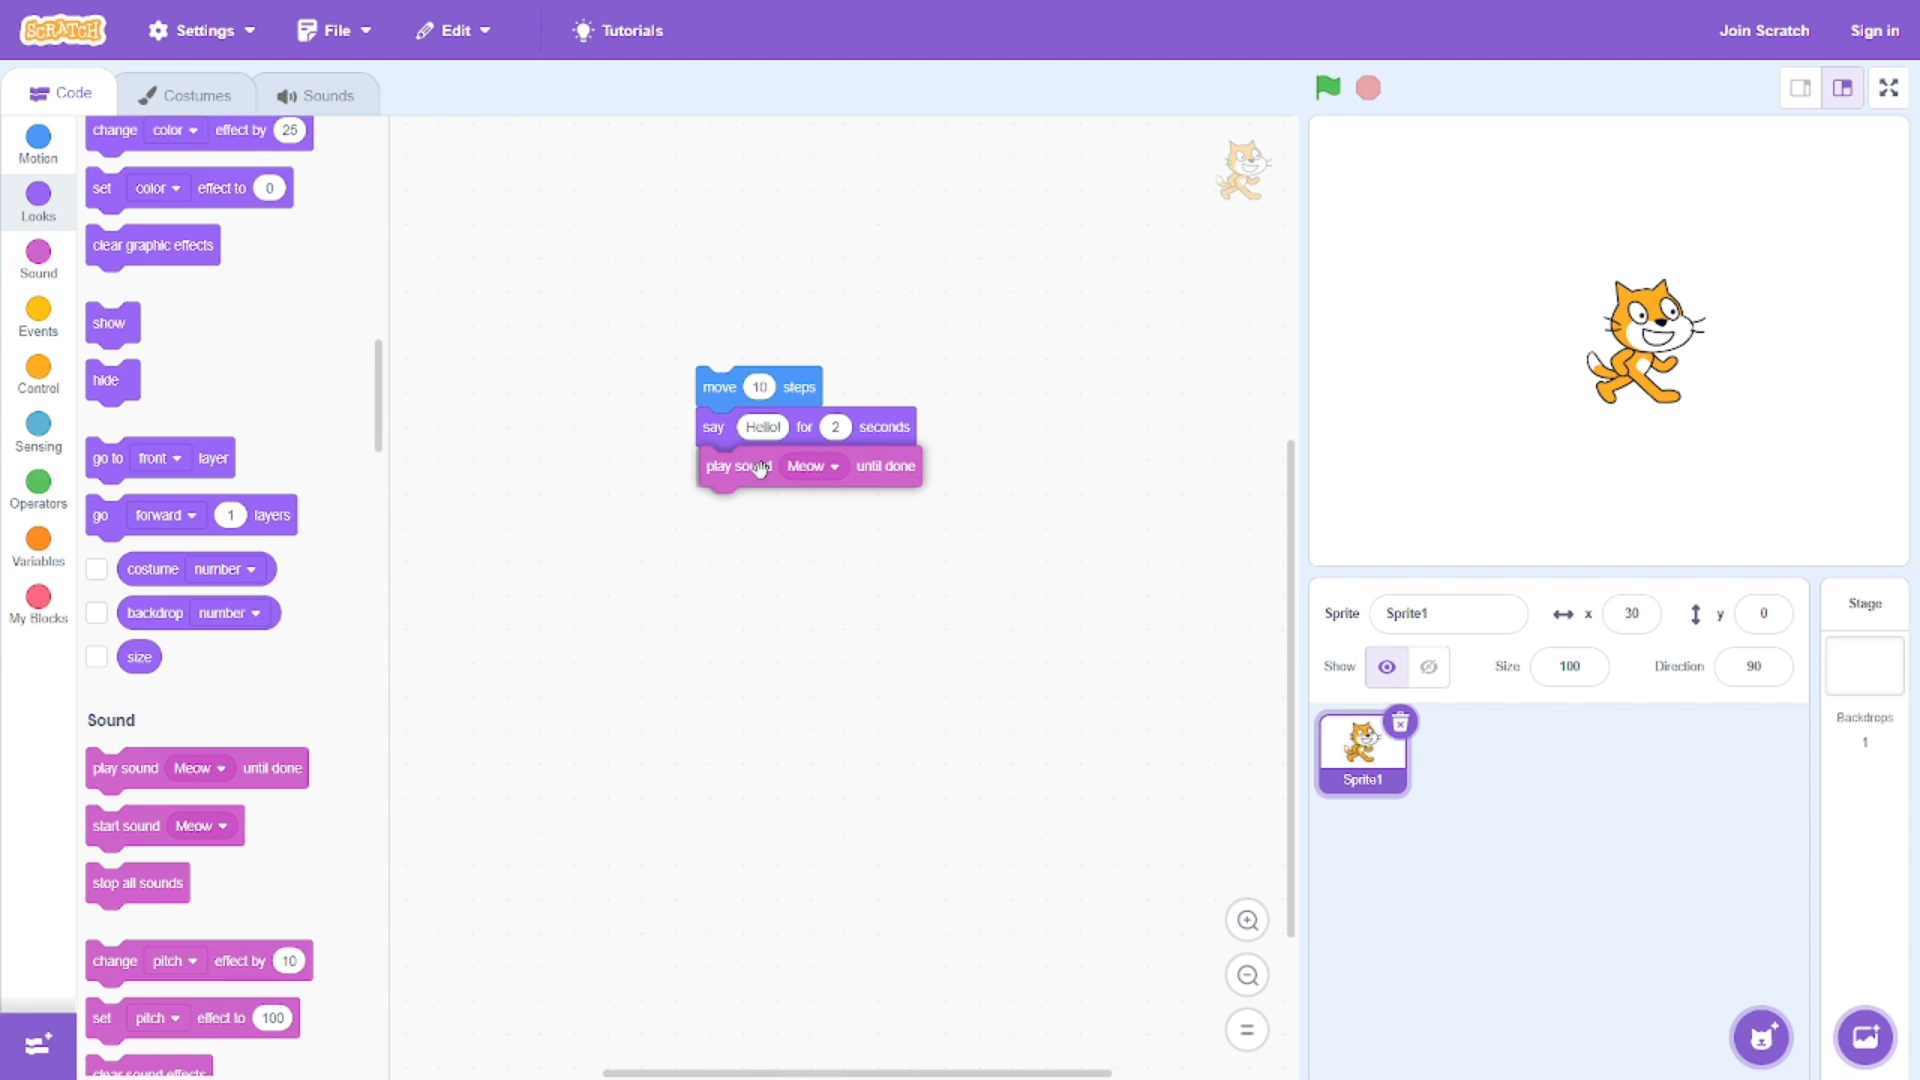 SCRATCH Settings File Edit Tutorials Join Scratch Sign in
Code Costumes Sounds
Motion
Looks
Sound
Events
Control
Sensing
Operators
Variables
My Blocks
change color effect by 25
set color effect to 0
clear graphic effects
show
hide
go to front layer
go forward 1 layers
costume number
backdrop number
size
Sound
play sound Meow until done
start sound Meow
stop all sounds
change pitch effect by 10
set pitch effect to 100
clear sound effects
move 10 steps
say Hello! for 2 seconds
play sound Meow until done
Sprite Sprite1 x 30 y 0
Show Size 100 Direction 90
Sprite1
Stage
Backdrops
1